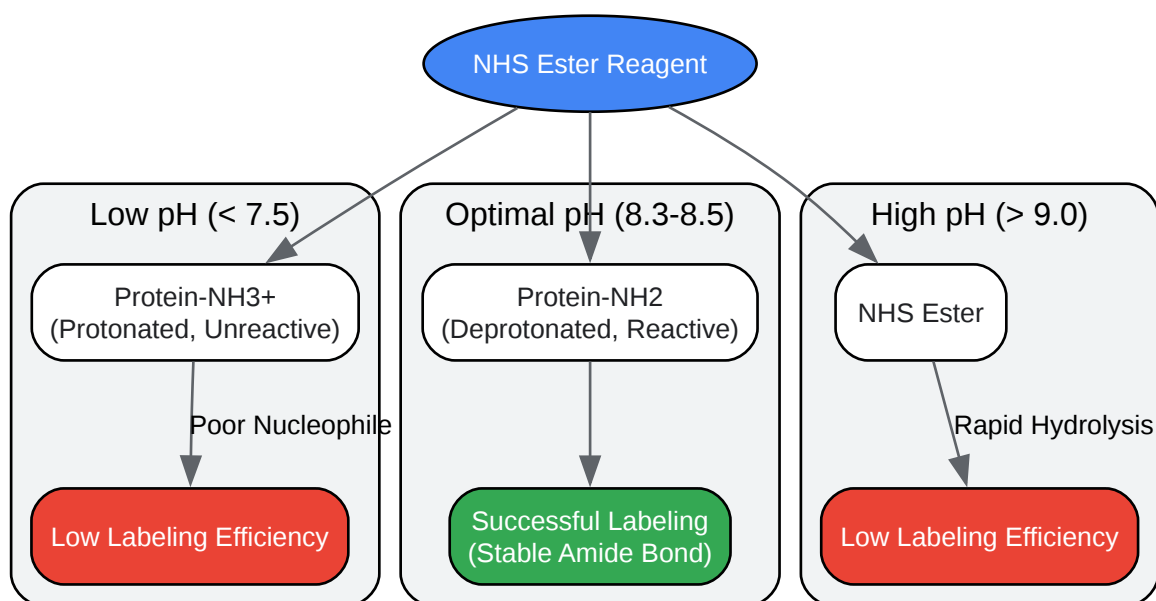 NHS Ester Reagent
Low pH (< 7.5)
Protein-NH3+
(Protonated, Unreactive)
Poor Nucleophile
Low Labeling Efficiency
Optimal pH (8.3-8.5)
Protein-NH2
(Deprotonated, Reactive)
Successful Labeling
(Stable Amide Bond)
High pH (> 9.0)
NHS Ester
Rapid Hydrolysis
Low Labeling Efficiency